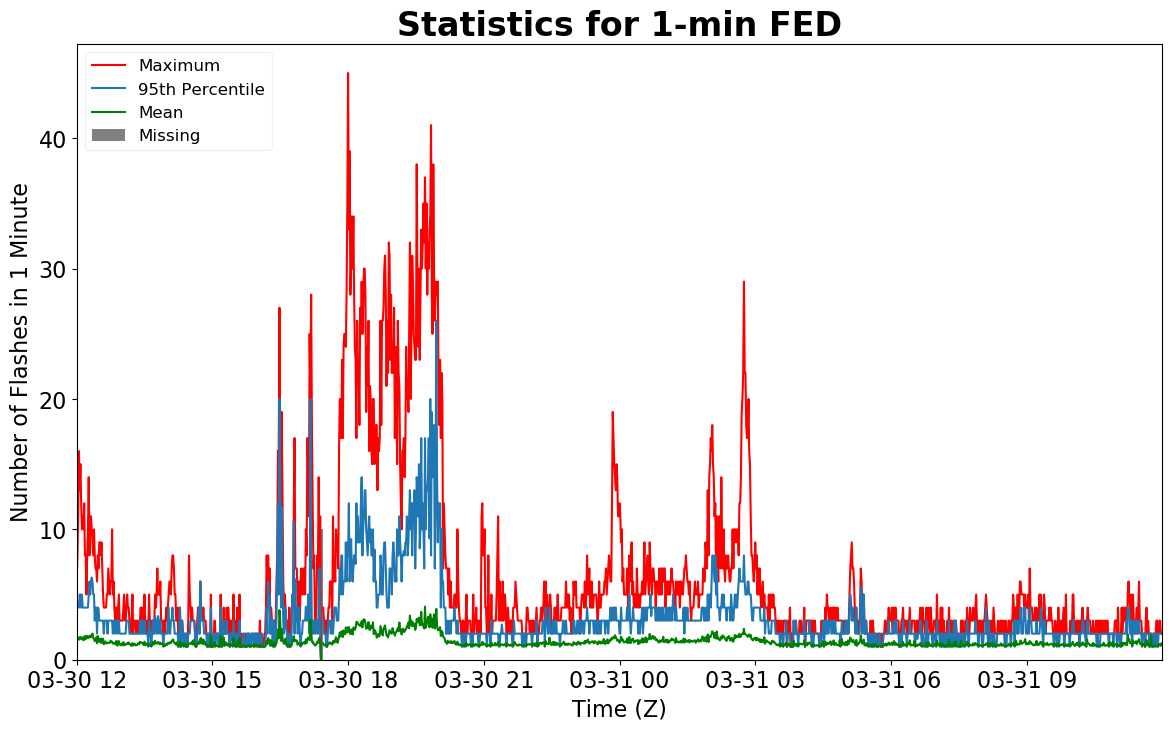 Statistics for 1-min FED
Maximum
95th Percentile
Mean
Missing
Number of Flashes in 1 Minute
40
30
20
10
0
03-30 12 03-30 15 03-30 18 03-30 21 03-31 00 03-31 03 03-31 06 03-31 09
Time (Z)